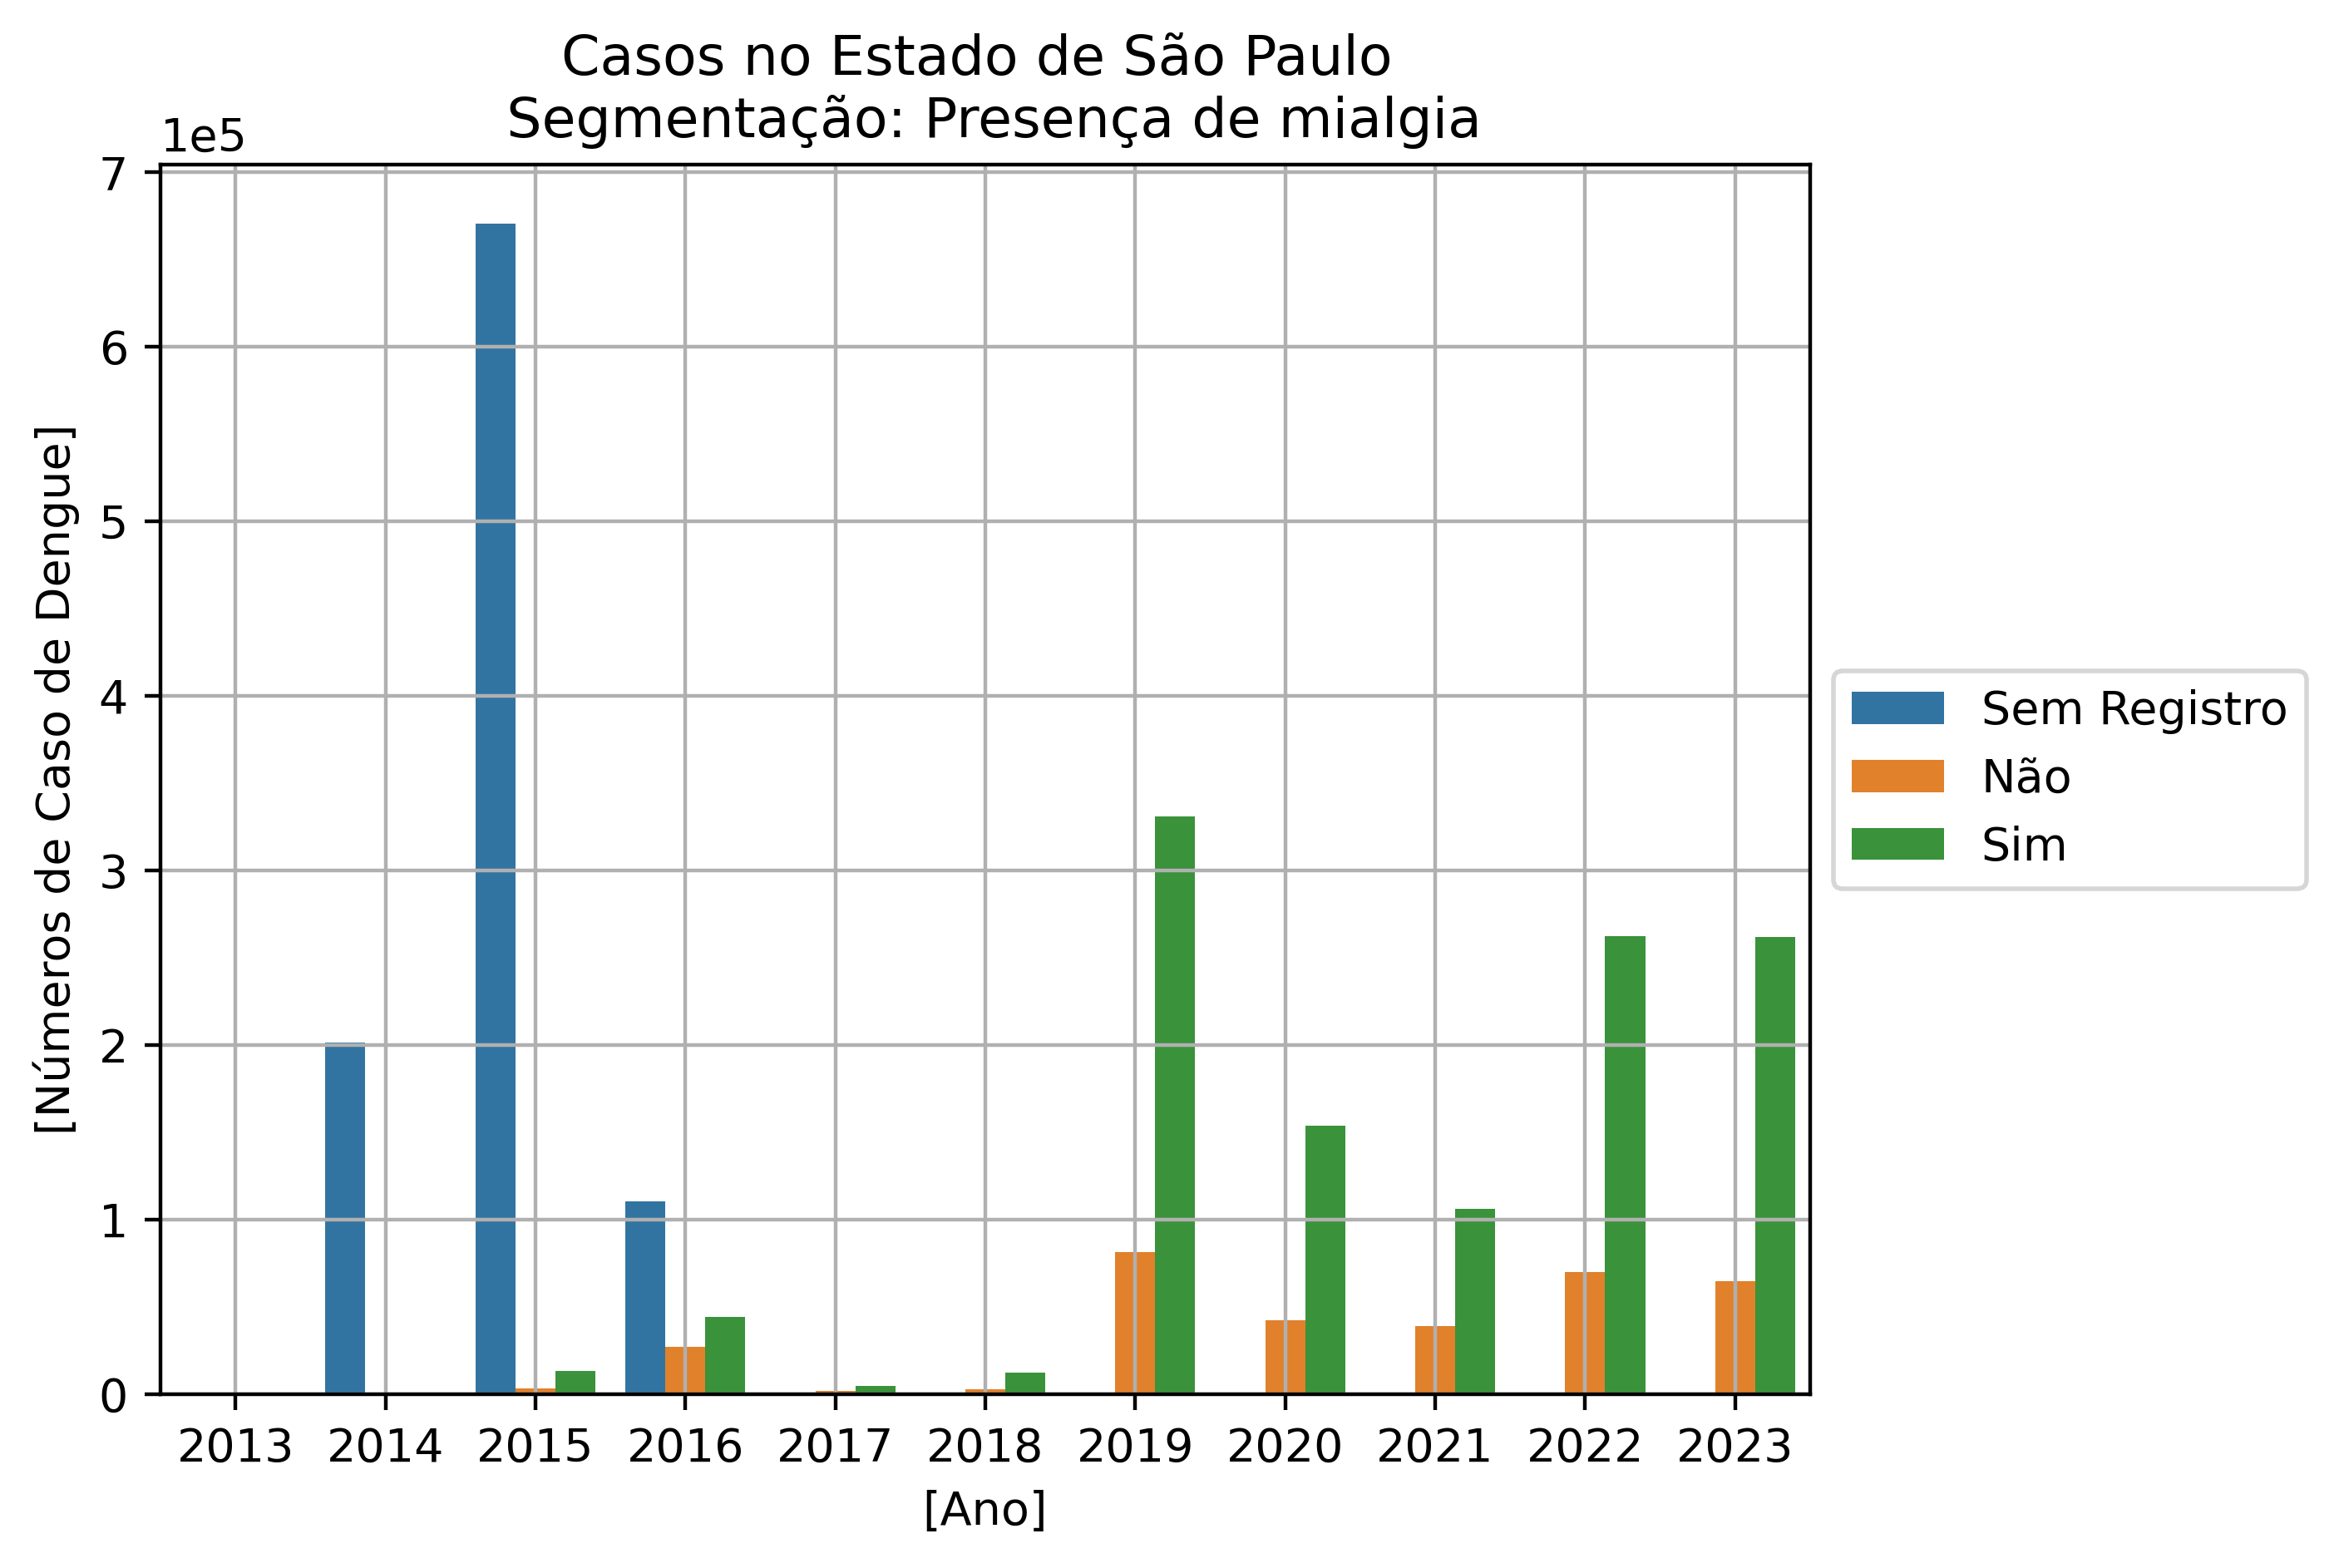 Casos no Estado de São Paulo
Segmentação: Presença de mialgia
1e5
7
6
5
4
3
2
1
0
[Números de Caso de Dengue]
2013 2014 2015 2016 2017 2018 2019 2020 2021 2022 2023
[Ano]
Sem Registro
Não
Sim